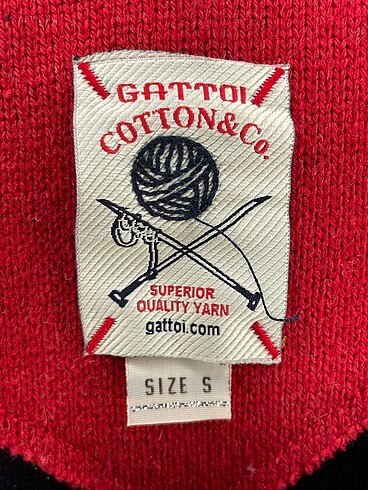 GATTOI
COTTON&Co.
SUPERIOR
QUALITY YARN
gattoi.com
SIZE S